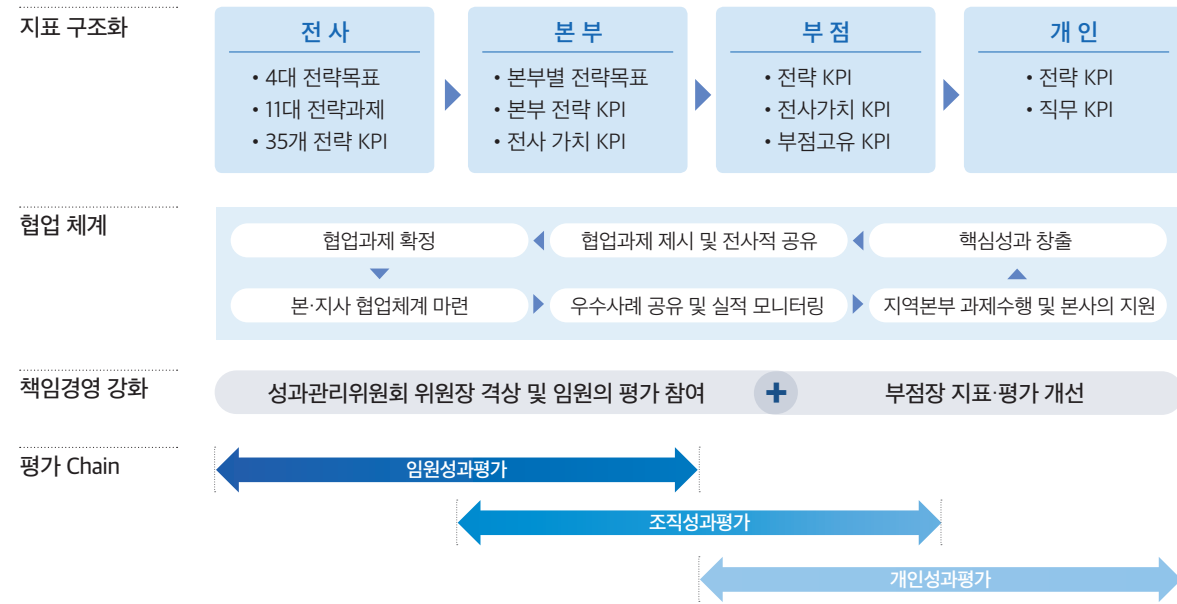 지표 구조화
전 사
• 4대 전략목표
• 11대 전략과제
• 35개 전략 KPI
본 부
• 본부별 전략목표
• 본부 전략 KPI
• 전사 가치 KPI
부 점
• 전략 KPI
• 전사가치 KPI
• 부점고유 KPI
개 인
• 전략 KPI
• 직무 KPI
협업 체계
협업과제 확정
협업과제 제시 및 전사적 공유
핵심성과 창출
본·지사 협업체계 마련
우수사례 공유 및 실적 모니터링
지역본부 과제수행 및 본사의 지원
책임경영 강화
성과관리위원회 위원장 격상 및 임원의 평가 참여
+
부점장 지표·평가 개선
평가 Chain
임원성과평가
조직성과평가
개인성과평가